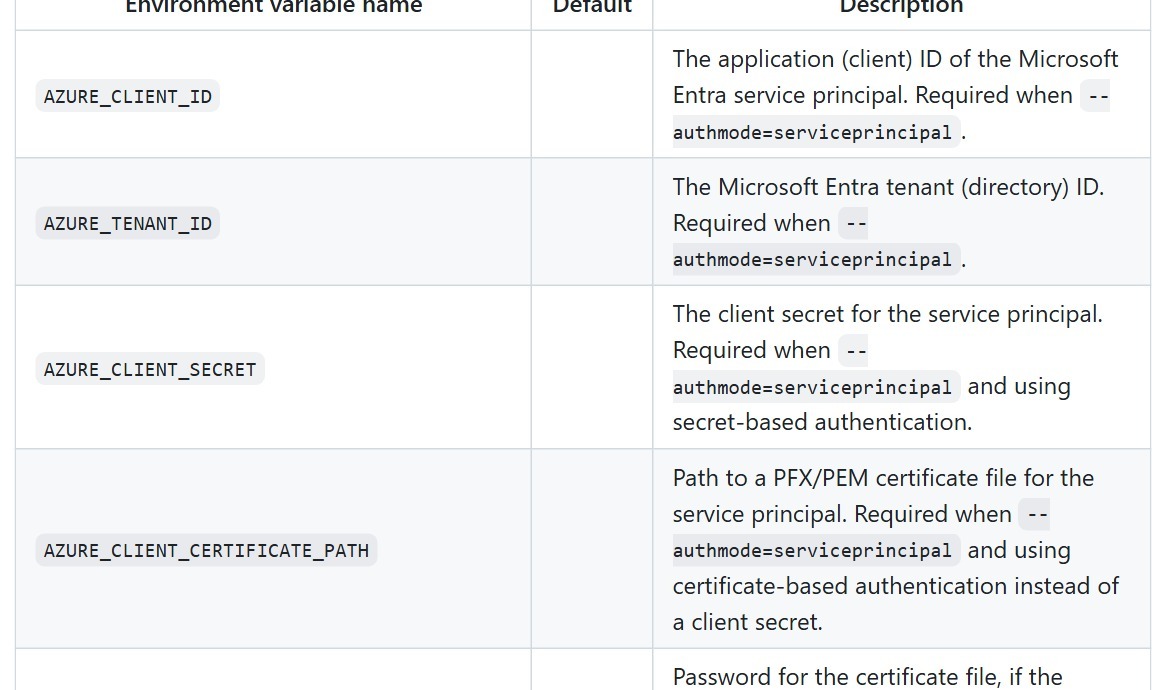 Environment variable name Default Description
AZURE_CLIENT_ID
The application (client) ID of the Microsoft
Entra service principal. Required when --
authmode=serviceprincipal .
AZURE_TENANT_ID
The Microsoft Entra tenant (directory) ID.
Required when --
authmode=serviceprincipal .
AZURE_CLIENT_SECRET
The client secret for the service principal.
Required when --
authmode=serviceprincipal and using
secret-based authentication.
AZURE_CLIENT_CERTIFICATE_PATH
Path to a PFX/PEM certificate file for the
service principal. Required when --
authmode=serviceprincipal and using
certificate-based authentication instead of
a client secret.
Password for the certificate file, if the